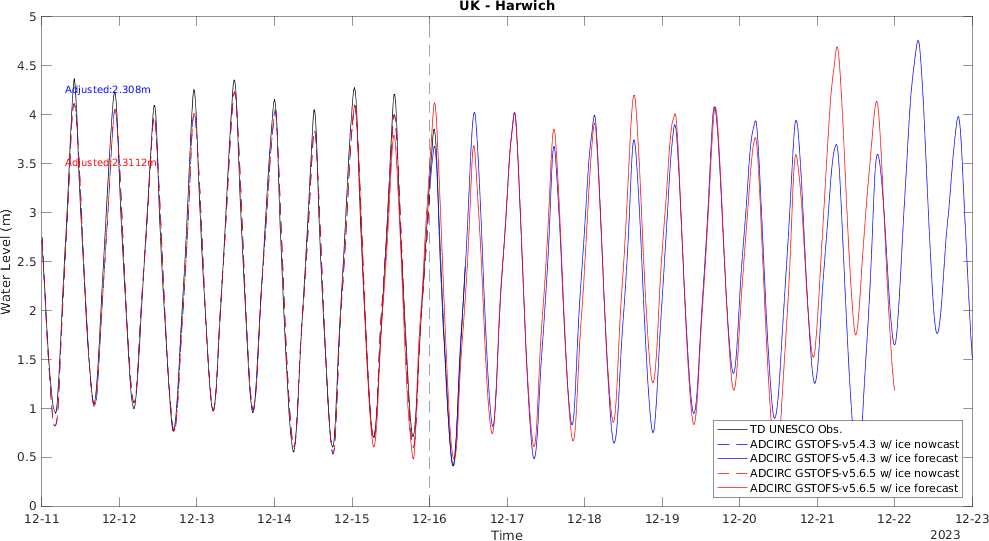 UK - Harwich
5
4.5
4
3.5
3
2.5
2
1.5
1
0.5
0
Water Level (m)
Adjusted:2.308m
Adjusted:2.3112m
TD UNESCO Obs.
ADCIRC GSTOFS-v5.4.3 w/ ice nowcast
ADCIRC GSTOFS-v5.4.3 w/ ice forecast
ADCIRC GSTOFS-v5.6.5 w/ ice nowcast
ADCIRC GSTOFS-v5.6.5 w/ ice forecast
12-11 12-12 12-13 12-14 12-15 12-16 12-17 12-18 12-19 12-20 12-21 12-22 12-23
Time
2023